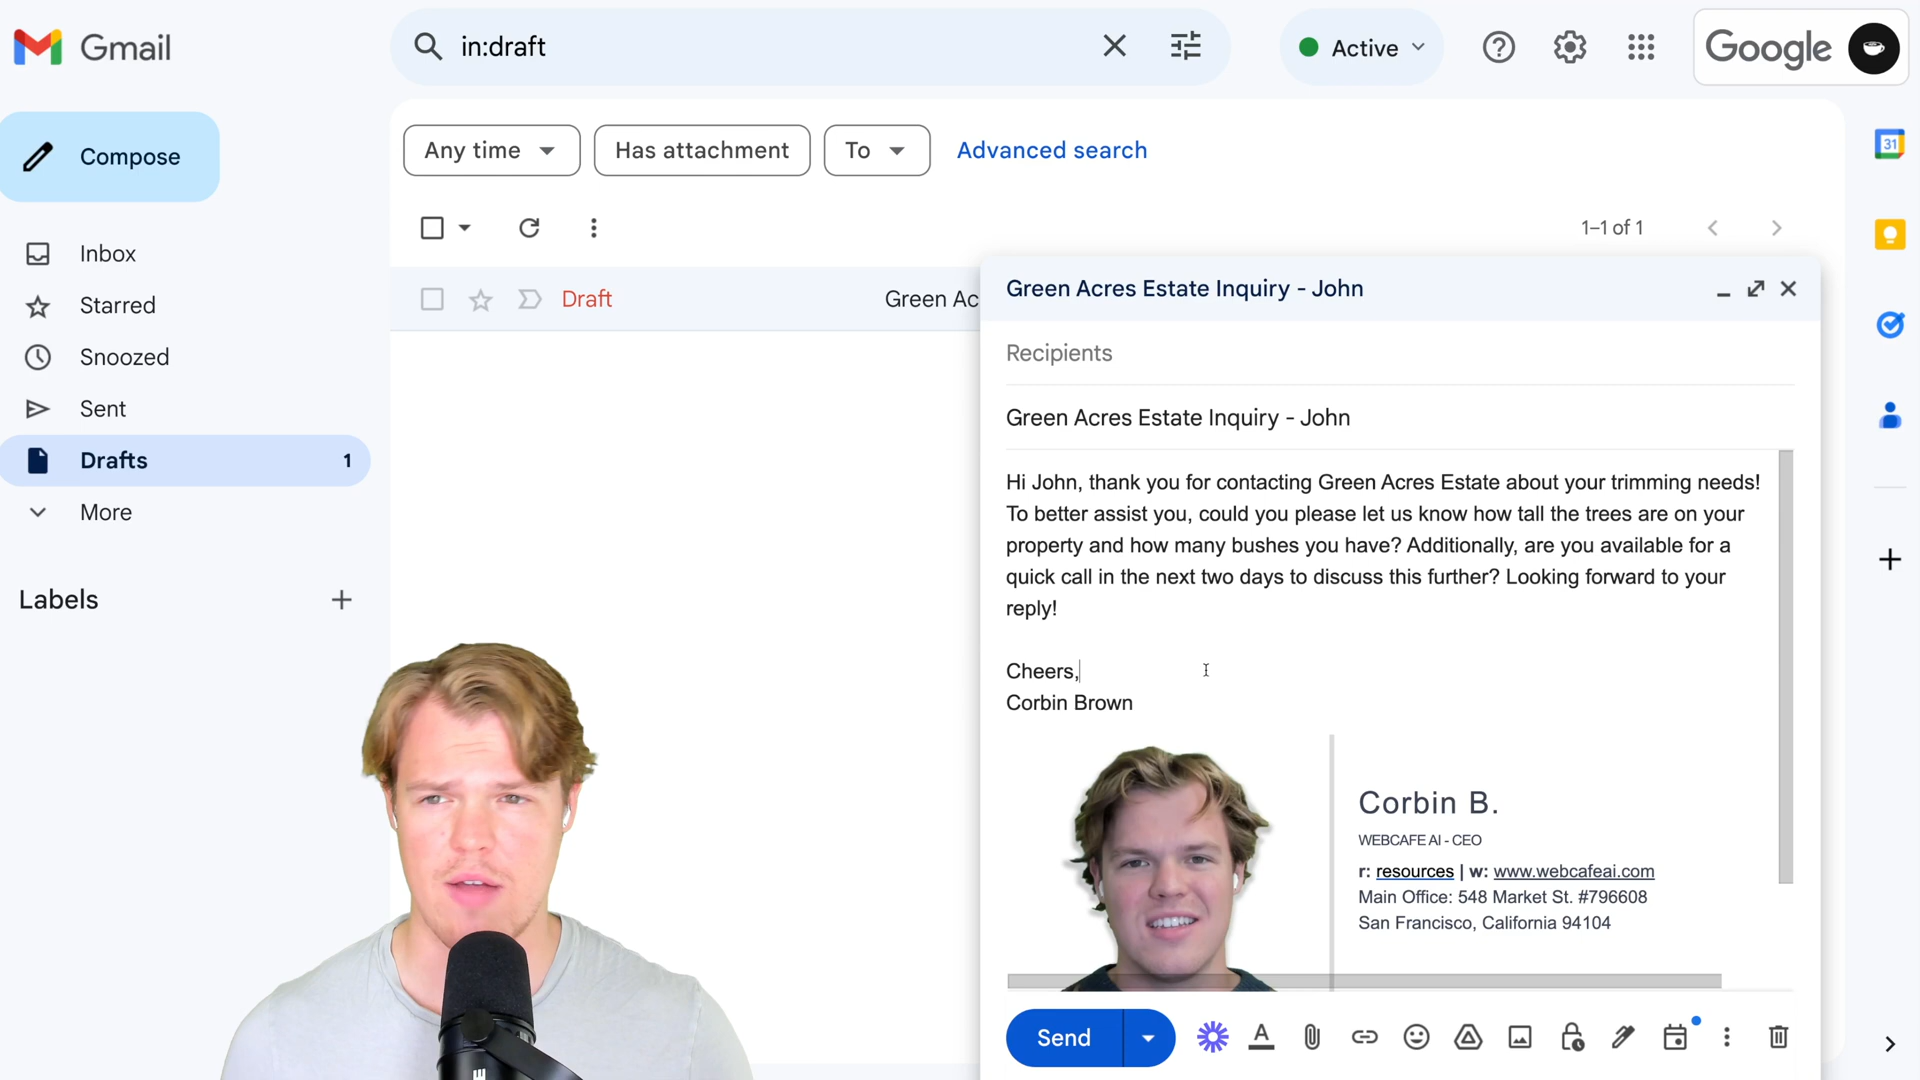 Gmail
in:draft
Active
Google
Compose
Any time
Has attachment
To
Advanced search
31
1–1 of 1
Inbox
Starred
Snoozed
Sent
Drafts
1
More
Labels
Draft
Green Ac
Green Acres Estate Inquiry - John
Recipients
Green Acres Estate Inquiry - John
Hi John, thank you for contacting Green Acres Estate about your trimming needs!
To better assist you, could you please let us know how tall the trees are on your
property and how many bushes you have? Additionally, are you available for a
quick call in the next two days to discuss this further? Looking forward to your
reply!
Cheers,
Corbin Brown
Corbin B.
WEBCAFE AI - CEO
r: resources | w: www.webcafeai.com
Main Office: 548 Market St. #796608
San Francisco, California 94104
Send